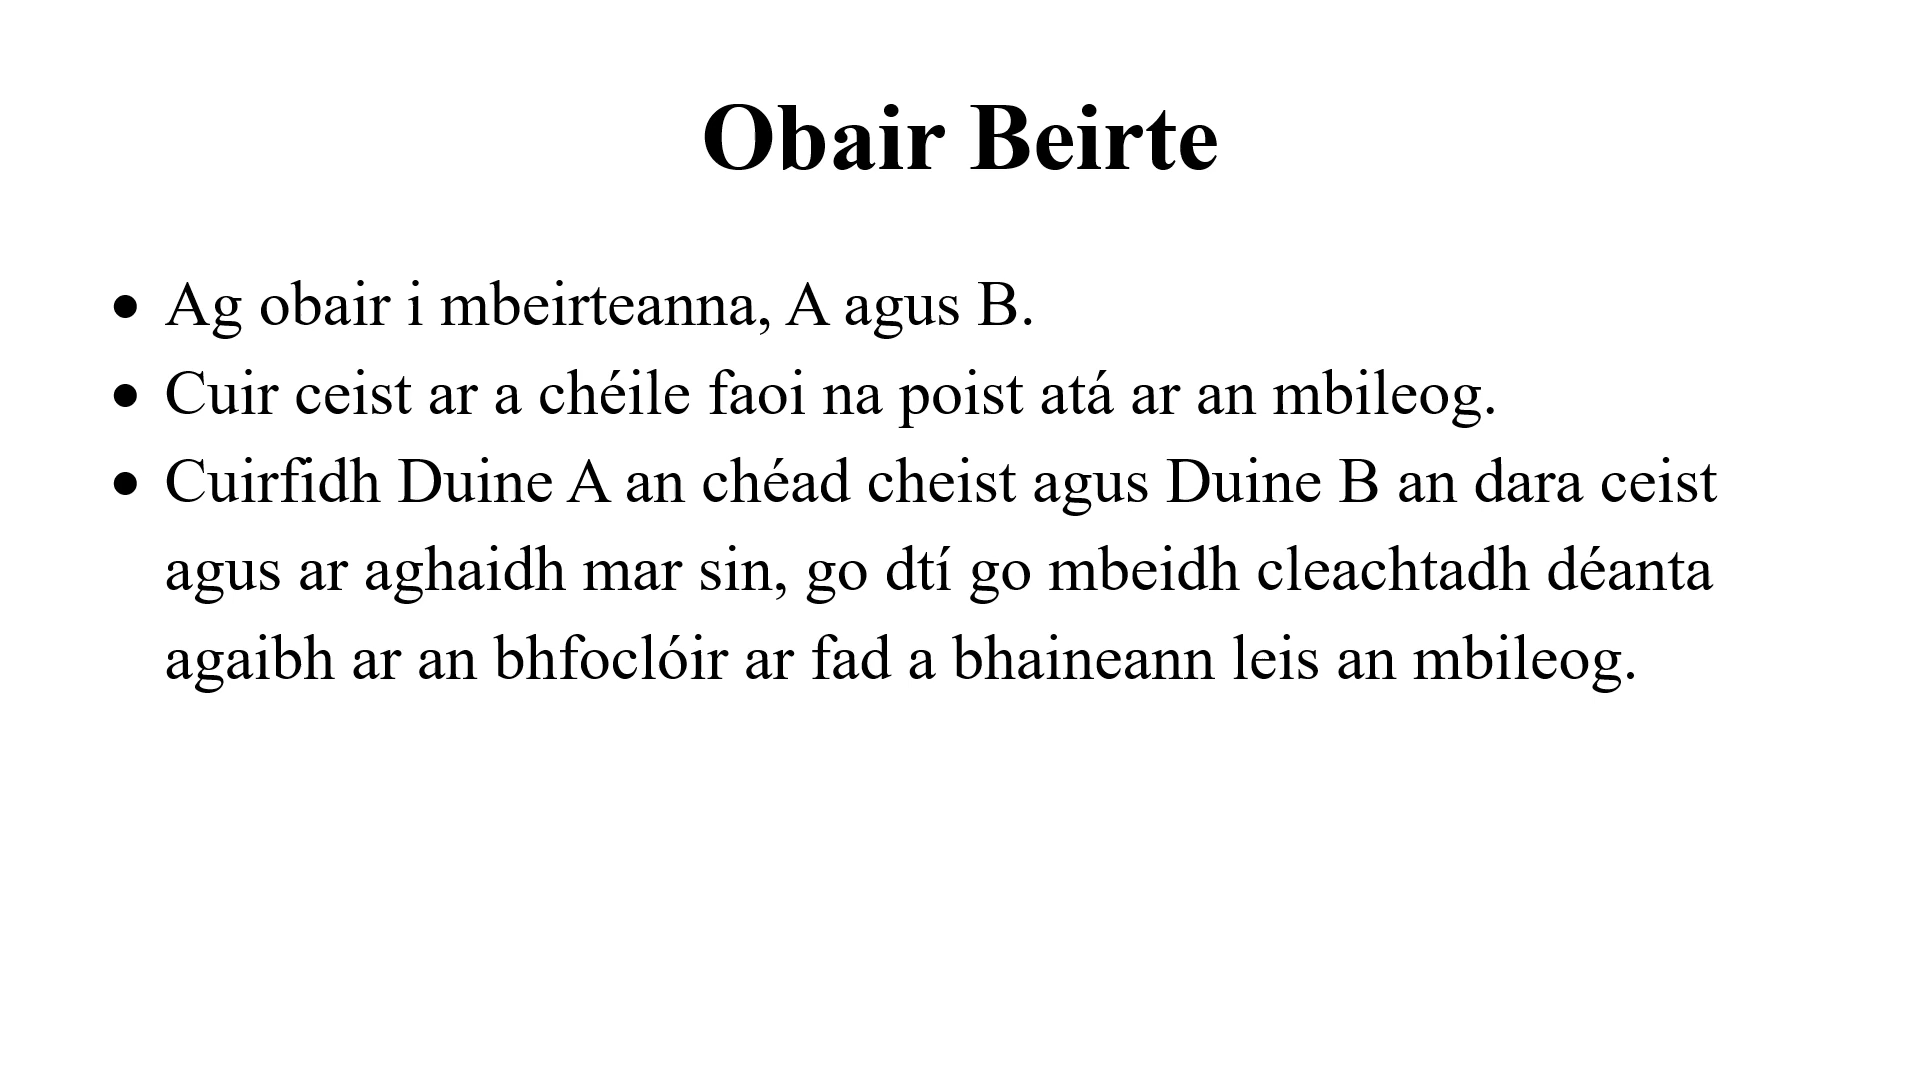 Obair Beirte
• Ag obair i mbeirteanna, A agus B.
• Cuir ceist ar a chéile faoi na poist atá ar an mbileog.
• Cuirfidh Duine A an chéad cheist agus Duine B an dara ceist
agus ar aghaidh mar sin, go dtí go mbeidh cleachtadh déanta
agaibh ar an bhfoclóir ar fad a bhaineann leis an mbileog.